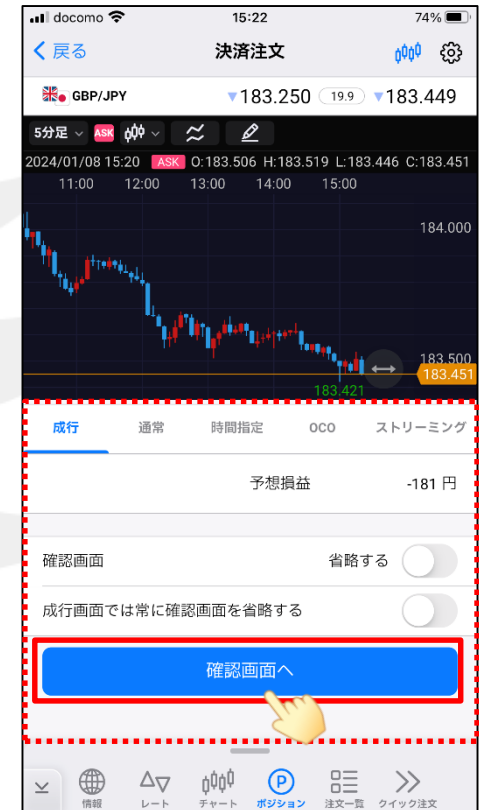 docomo 15:22 74%
戻る 決済注文
GBP/JPY ▼183.250 19.9 ▼183.449
5分足 ASK
2024/01/08 15:20 ASK O:183.506 H:183.519 L:183.446 C:183.451
11:00 12:00 13:00 14:00 15:00
184.000
183.500
183.451
183.421
成行 通常 時間指定 OCO ストリーミング
予想損益 -181 円
確認画面 省略する
成行画面では常に確認画面を省略する
確認画面へ
P
情報 レート チャート ポジション 注文一覧 クイック注文